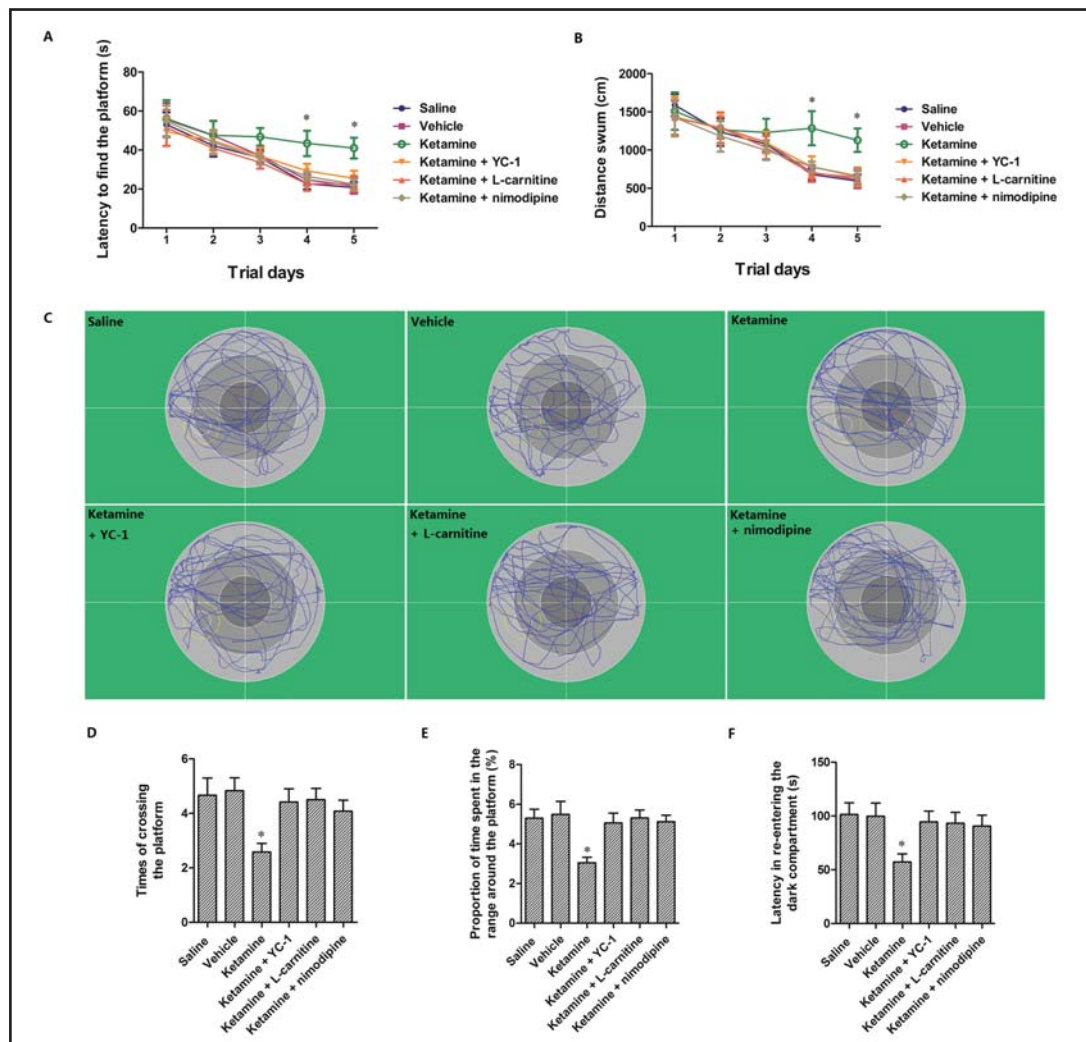 A
Latency to find the platform (s)
80
60
40
20
0
1 2 3 4 5
Trial days
* *
Saline
Vehicle
Ketamine
Ketamine + YC-1
Ketamine + L-carnitine
Ketamine + nimodipine
B
Distance swum (cm)
2000
1500
1000
500
0
1 2 3 4 5
Trial days
* *
Saline
Vehicle
Ketamine
Ketamine + YC-1
Ketamine + L-carnitine
Ketamine + nimodipine
C
Saline
Vehicle
Ketamine
Ketamine
+ YC-1
Ketamine
+ L-carnitine
Ketamine
+ nimodipine
D
Times of crossing
the platform
6
4
2
0
*
Saline
Vehicle
Ketamine
Ketamine + YC-1
Ketamine + L-carnitine
Ketamine + nimodipine
E
Proportion of time spent in the
range around the platform (%)
8
6
4
2
0
*
Saline
Vehicle
Ketamine
Ketamine + YC-1
Ketamine + L-carnitine
Ketamine + nimodipine
F
Latency in re-entering the
dark compartment (s)
150
100
50
0
*
Saline
Vehicle
Ketamine
Ketamine + YC-1
Ketamine + L-carnitine
Ketamine + nimodipine